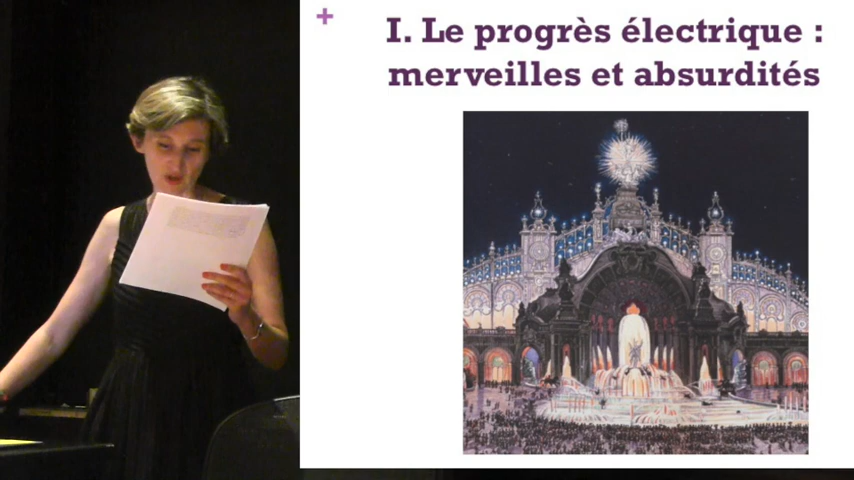 +
I. Le progrès électrique :
merveilles et absurdités